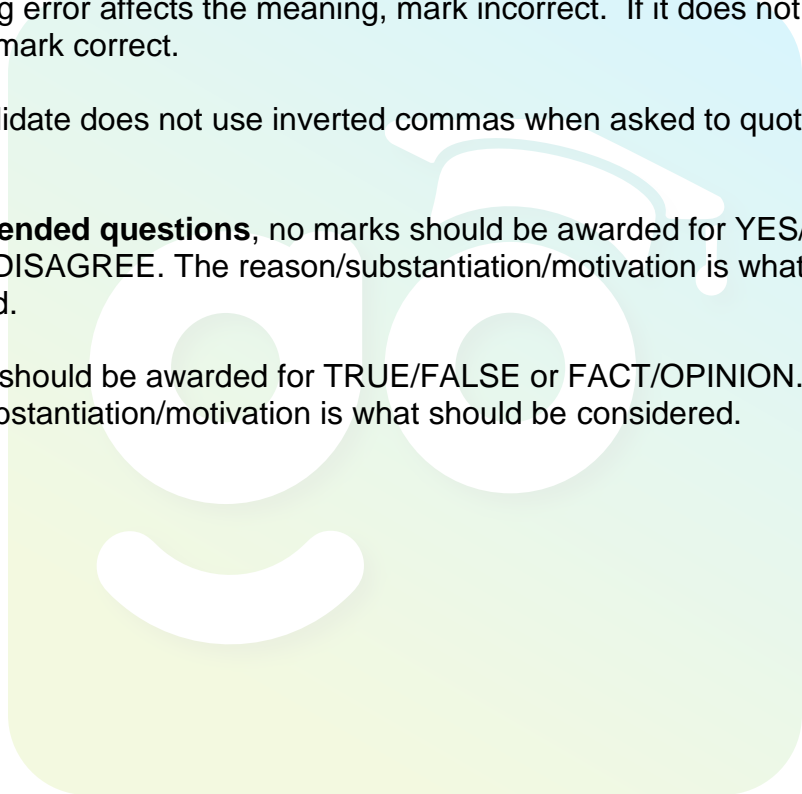 g error affects the meaning, mark incorrect. If it does not
mark correct.
didate does not use inverted commas when asked to quot
ended questions, no marks should be awarded for YES/
DISAGREE. The reason/substantiation/motivation is what
d.
should be awarded for TRUE/FALSE or FACT/OPINION.
bstantiation/motivation is what should be considered.